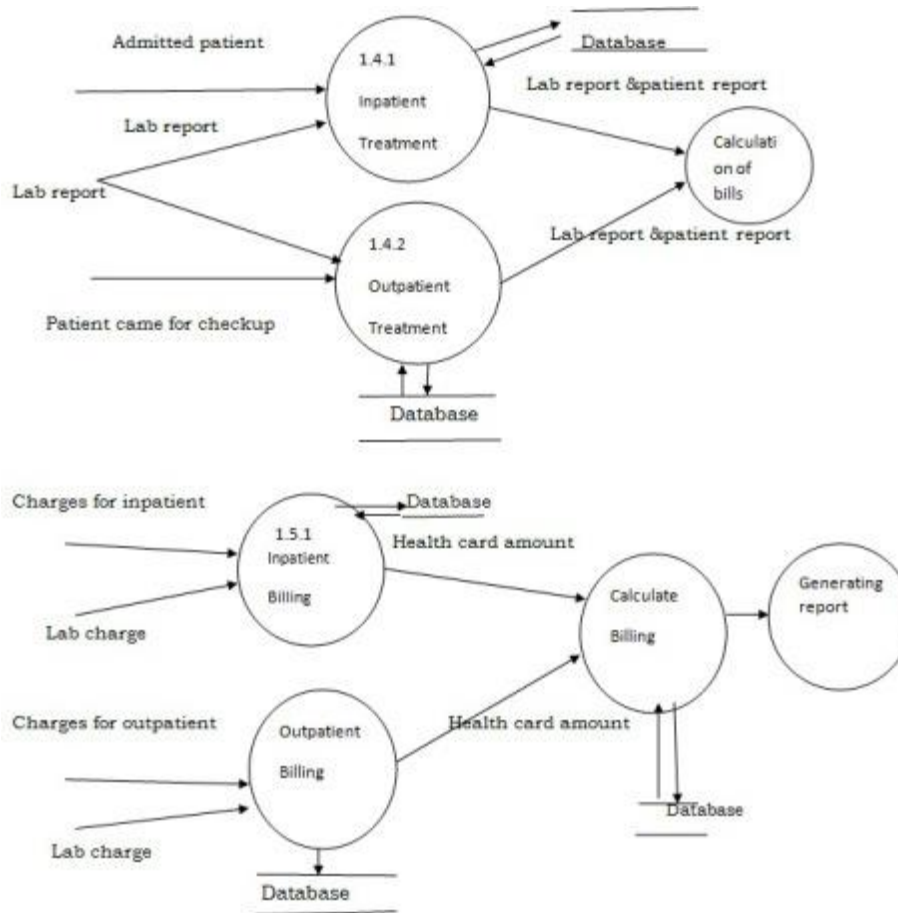 Admitted patient
1.4.1
Inpatient
Treatment
Database
Lab report &patient report
Lab report
Lab report
Calculati
on of
bills
1.4.2
Outpatient
Treatment
Lab report &patient report
Patient came for checkup
Database
Charges for inpatient
1.5.1
Inpatient
Billing
Database
Health card amount
Lab charge
Calculate
Billing
Generating
report
Charges for outpatient
Outpatient
Billing
Health card amount
Lab charge
Database
Database